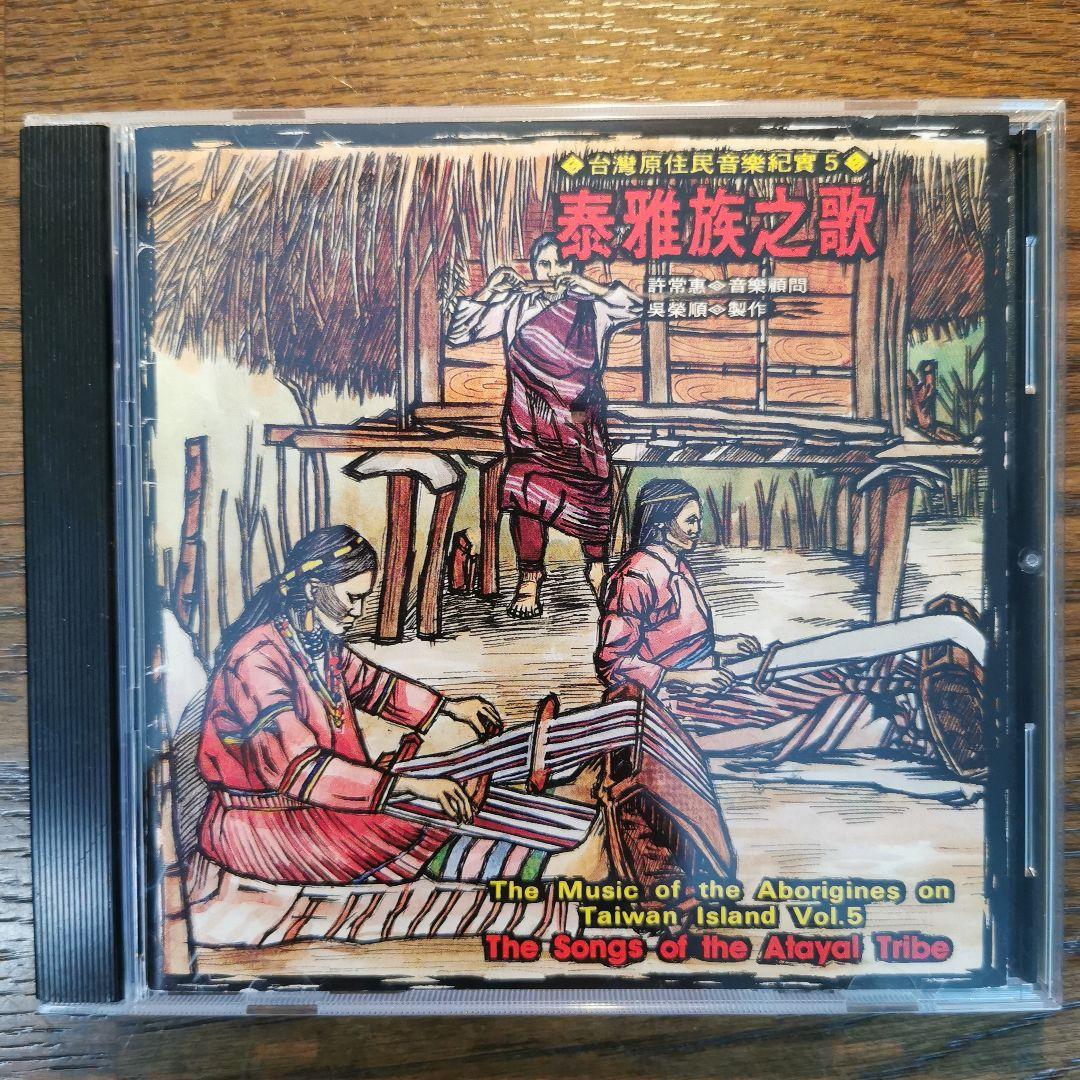 台灣原住民音樂紀實 5
泰雅族之歌
許常惠 音樂顧問
吳榮順 製作
The Music of the Aborigines on
Taiwan Island Vol.5
The Songs of the Atayal Tribe